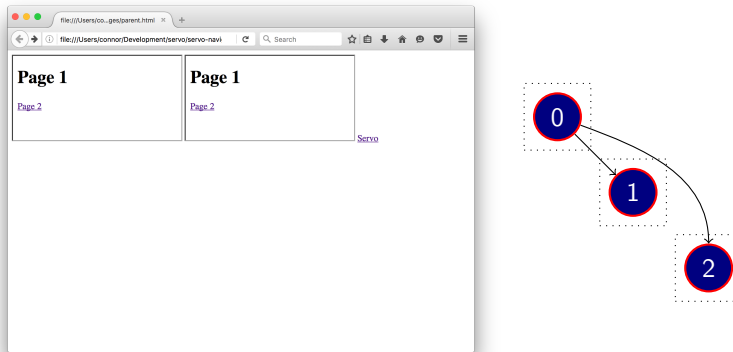 file:///Users/co...ges/parent.html × +
file:///Users/connor/Development/servo/servo-navi Search
Page 1
Page 2
Page 1
Page 2
Servo
0
1
2